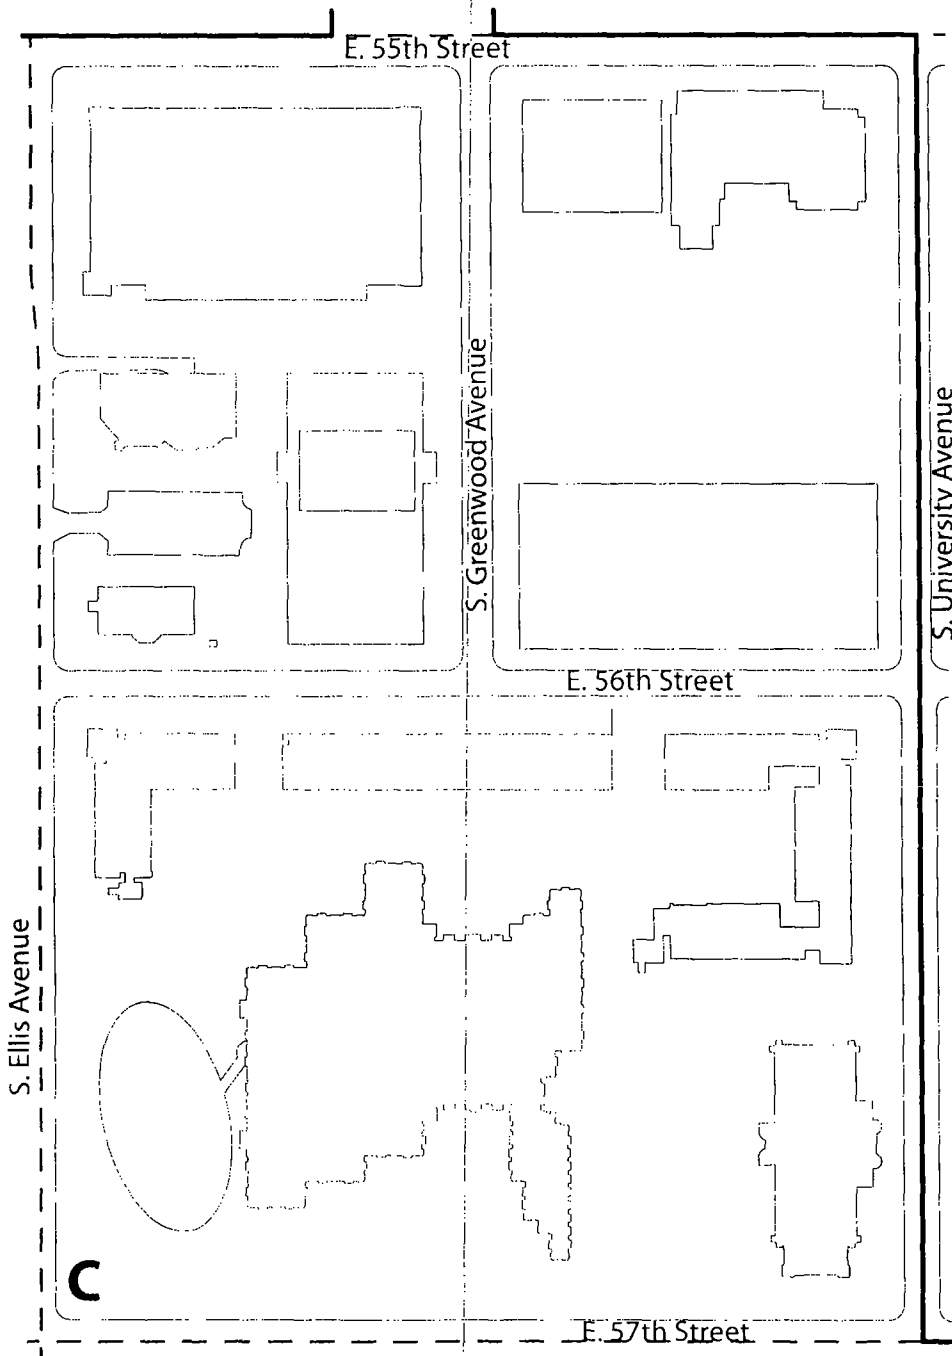 E. 55th Street
S. Greenwood Avenue
S. University Avenue
E. 56th Street
S. Ellis Avenue
C
E. 57th Street